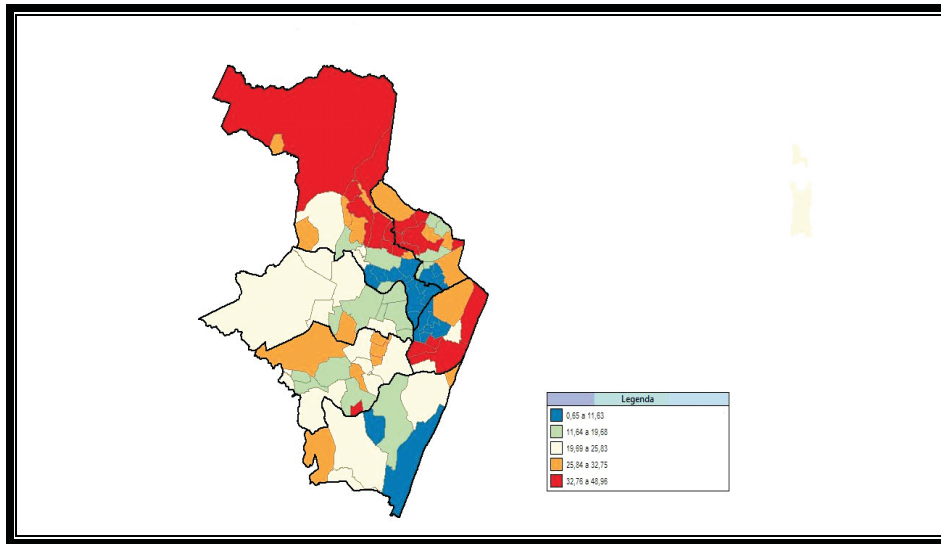 Legenda
0,65 a 11,63
11,64 a 19,68
19,69 a 25,83
25,84 a 32,75
32,76 a 48,96